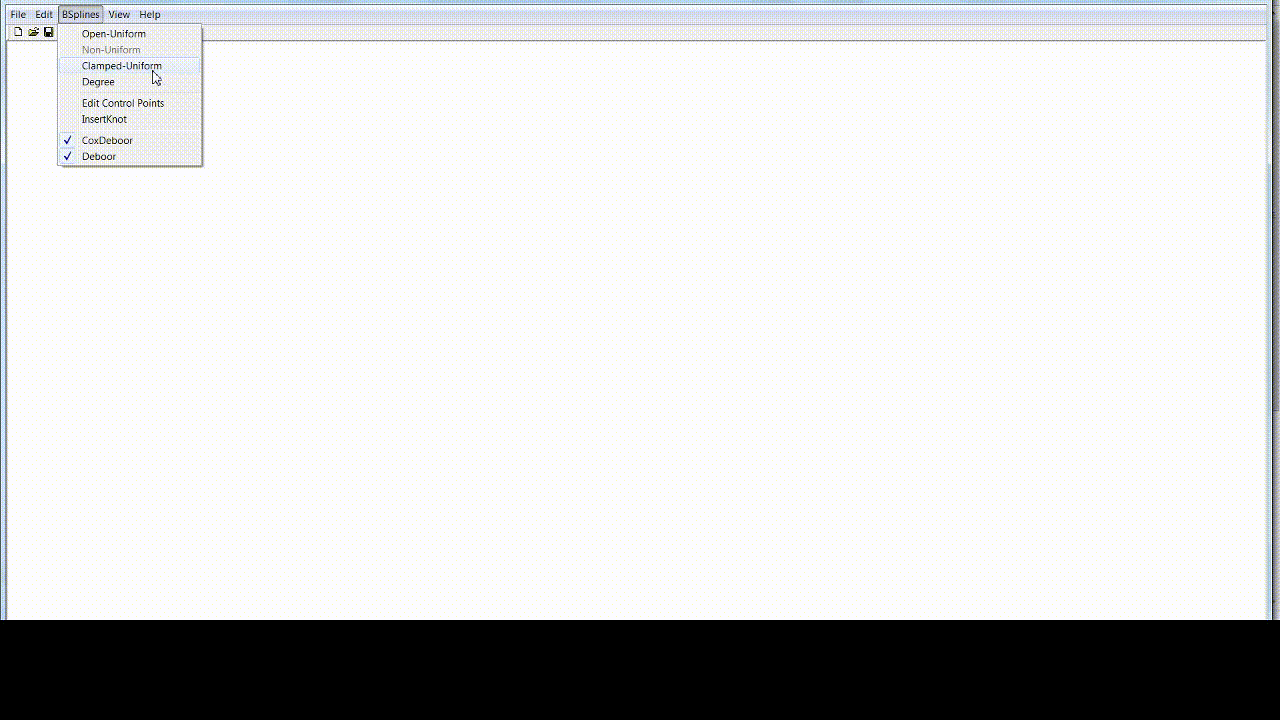 File Edit BSplines View Help
Open-Uniform
Non-Uniform
Clamped-Uniform
Degree
Edit Control Points
InsertKnot
CoxDeboor
Deboor